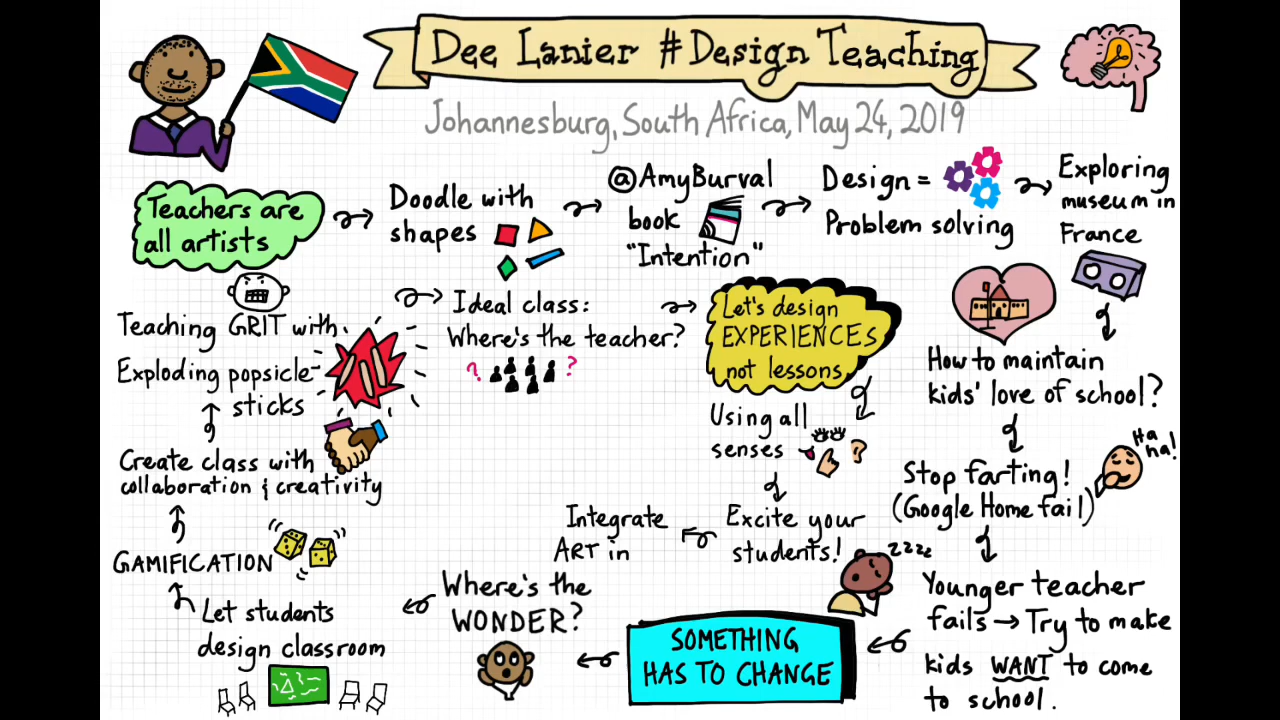 Dee Lanier #Design Teaching
Johannesburg, South Africa, May 24, 2019
Teachers are
all artists
Doodle with
shapes
@AmyBurval
book
"Intention"
Design =
Problem solving
Exploring
museum in
France
How to maintain
kids' love of school?
Stop farting!
(Google Home fail)
Ha
ha!
Younger teacher
fails → Try to make
kids WANT to come
to school.
SOMETHING
HAS TO CHANGE
Where's the
WONDER?
Let students
design classroom
GAMIFICATION
Create class with
collaboration & creativity
Teaching GRIT with
Exploding popsicle
sticks
Ideal class:
Where's the teacher?
? ?
Let's design
EXPERIENCES
not lessons
Using all
senses
Excite your
students!
zzzz
Integrate
ART in